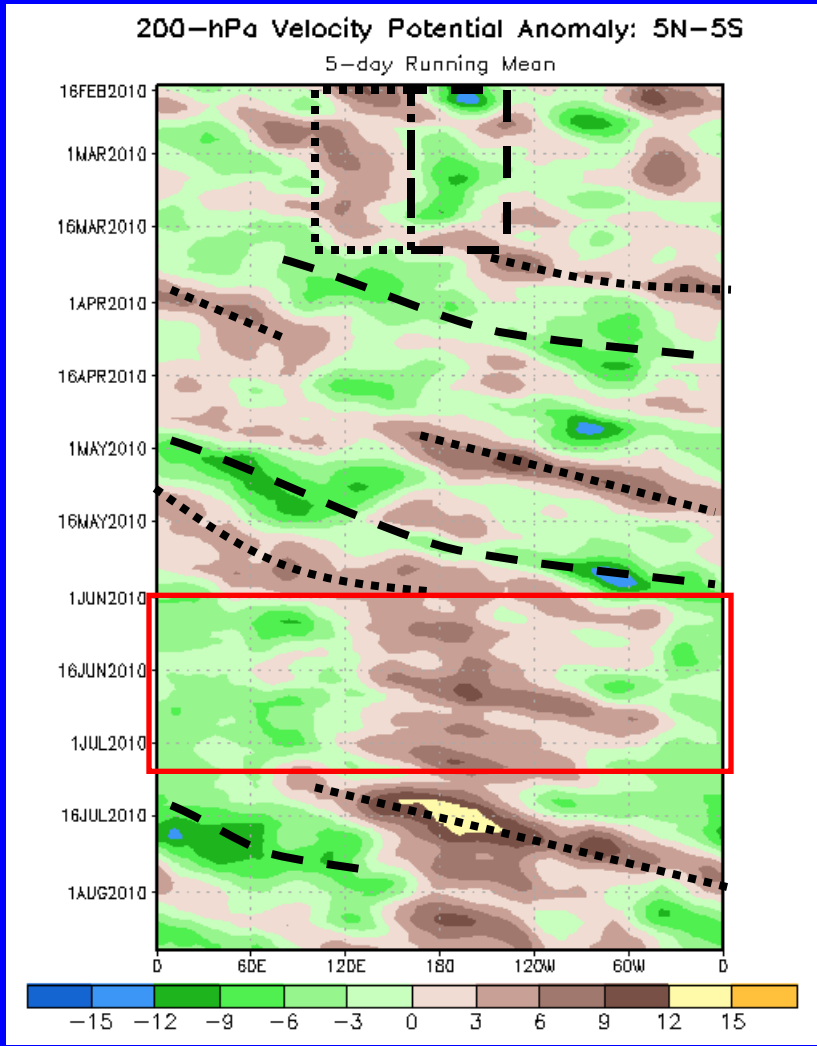 200-hPa Velocity Potential Anomaly: 5N-5S
5-day Running Mean
16FEB2010
1MAR2010
16MAR2010
1APR2010
16APR2010
1MAY2010
16MAY2010
1JUN2010
16JUN2010
1JUL2010
16JUL2010
1AUG2010
0 60E 120E 180 120W 60W 0
-15 -12 -9 -6 -3 0 3 6 9 12 15